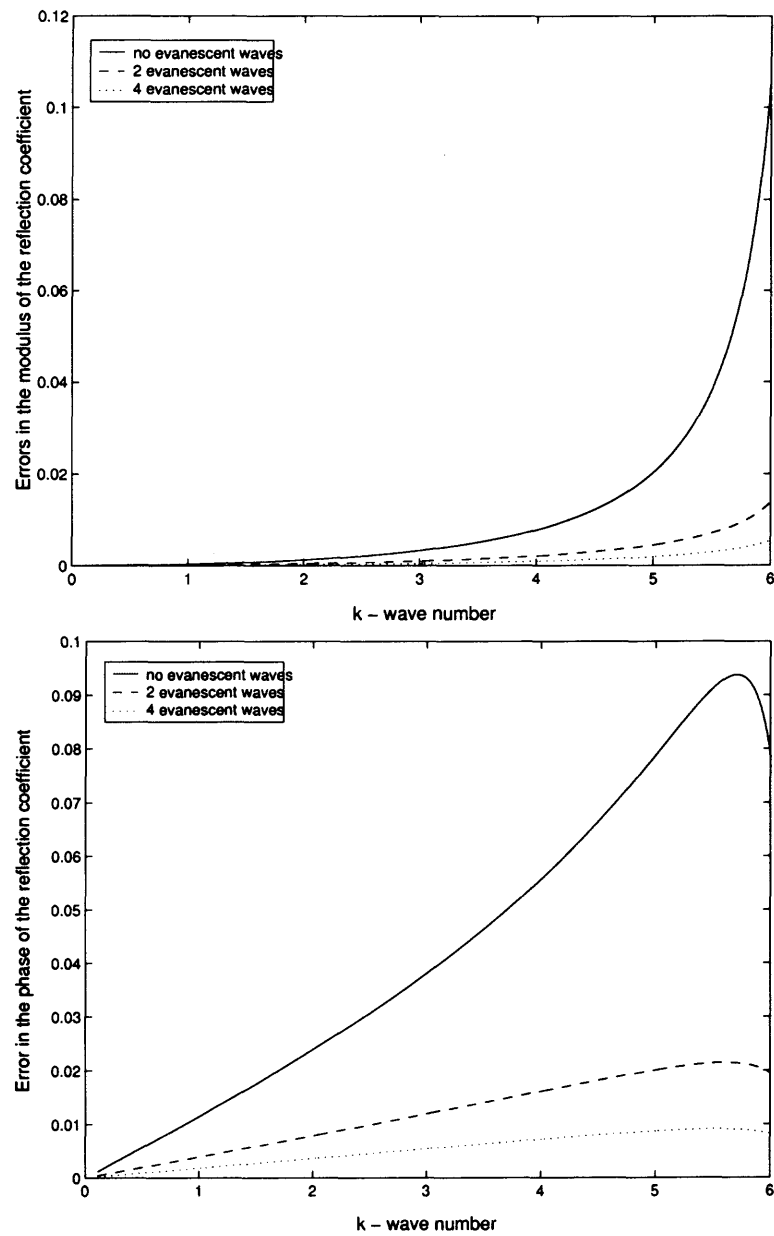 0.12
no evanescent waves
2 evanescent waves
4 evanescent waves
0.1
0.08
0.06
0.04
0.02
0
Errors in the modulus of the reflection coefficient
0 1 2 3 4 5 6
k – wave number
0.1
no evanescent waves
2 evanescent waves
4 evanescent waves
0.09
0.08
0.07
0.06
0.05
0.04
0.03
0.02
0.01
0
Error in the phase of the reflection coefficient
0 1 2 3 4 5 6
k – wave number